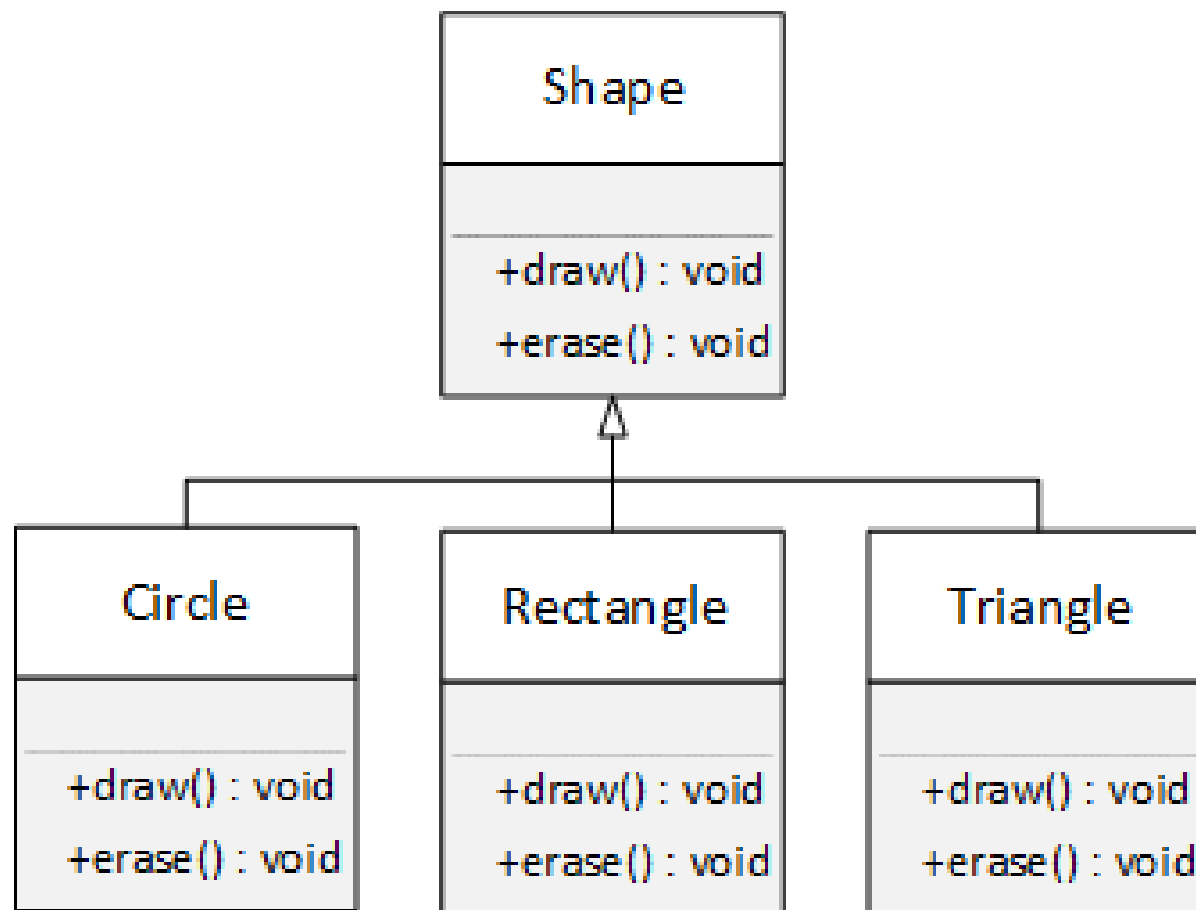 Shape
+draw() : void
+erase() : void
Circle
+draw() : void
+erase() : void
Rectangle
+draw() : void
+erase() : void
Triangle
+draw() : void
+erase() : void